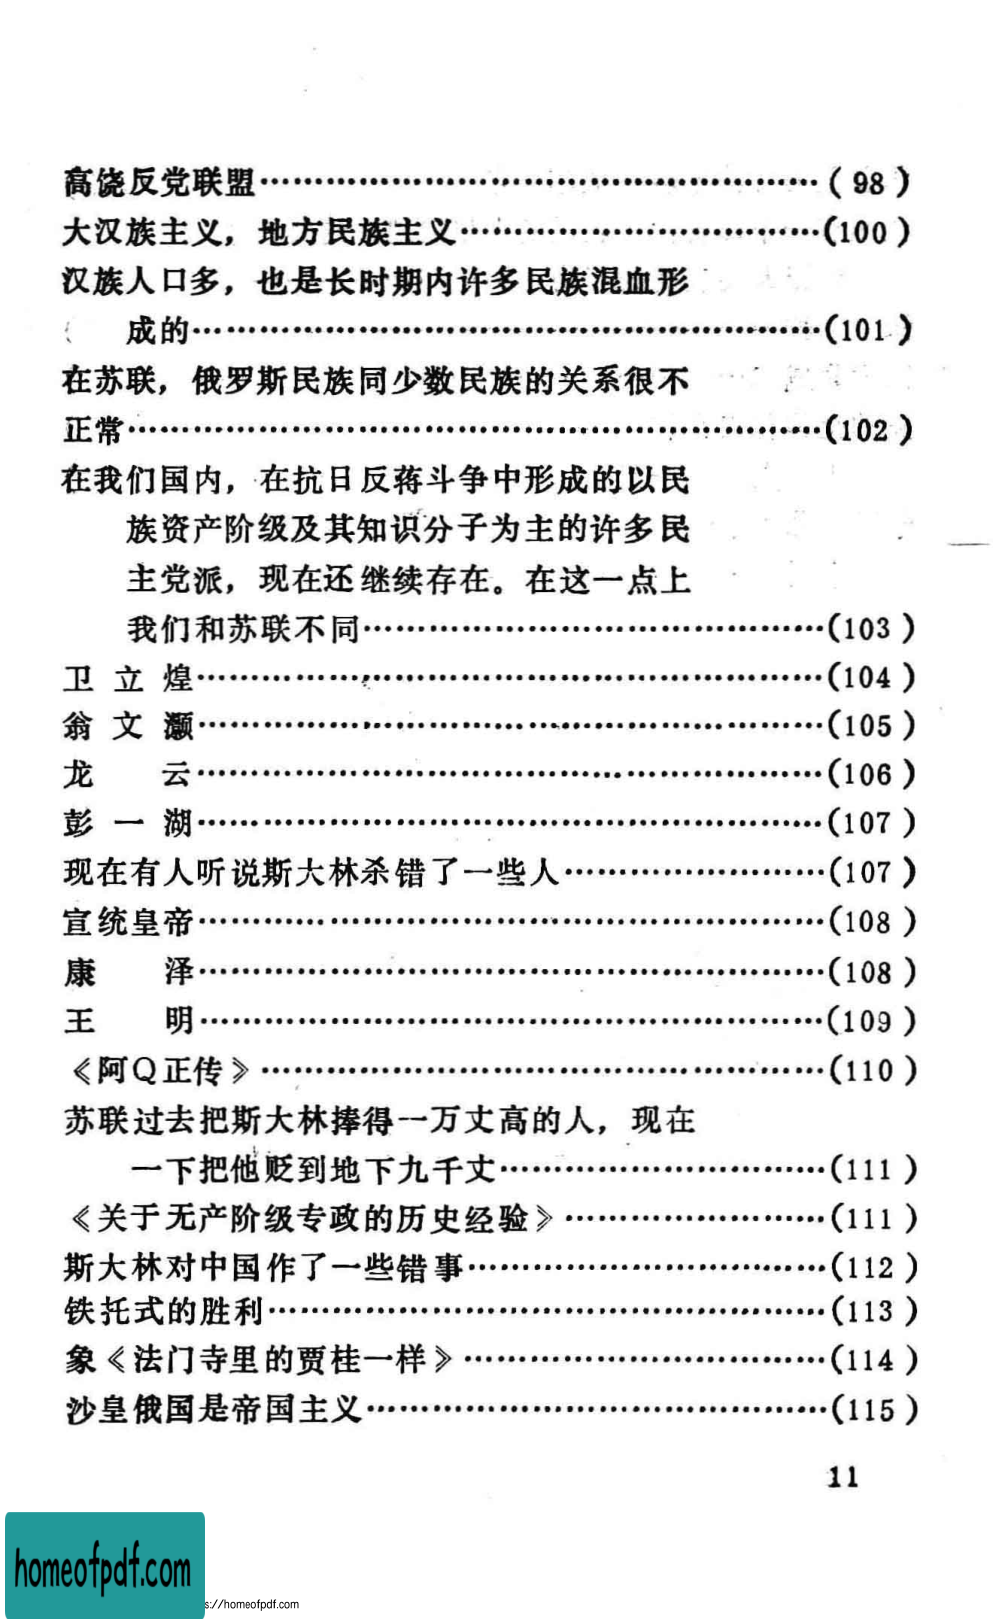 高饶反党联盟…………………………………………( 98 )
大汉族主义，地方民族主义…………………………(100 )
汉族人口多，也是长时期内许多民族混血形
成的……………………………………………………(101 )
在苏联，俄罗斯民族同少数民族的关系很不
正常……………………………………………………(102 )
在我们国内，在抗日反蒋斗争中形成的以民
族资产阶级及其知识分子为主的许多民
主党派，现在还继续存在。在这一点上
我们和苏联不同………………………………………(103 )
卫 立 煌………………………………………………(104 )
翁 文 灏………………………………………………(105 )
龙 云…………………………………………………(106 )
彭 一 湖………………………………………………(107 )
现在有人听说斯大林杀错了一些人…………………(107 )
宣统皇帝………………………………………………(108 )
康 泽…………………………………………………(108 )
王 明…………………………………………………(109 )
《阿Q正传》…………………………………………(110 )
苏联过去把斯大林捧得一万丈高的人，现在
一下把他贬到地下九千丈……………………………(111 )
《关于无产阶级专政的历史经验》…………………(111 )
斯大林对中国作了一些错事…………………………(112 )
铁托式的胜利…………………………………………(113 )
象《法门寺里的贾桂一样》…………………………(114 )
沙皇俄国是帝国主义…………………………………(115 )
11
homeofpdf.com
s://homeofpdf.com